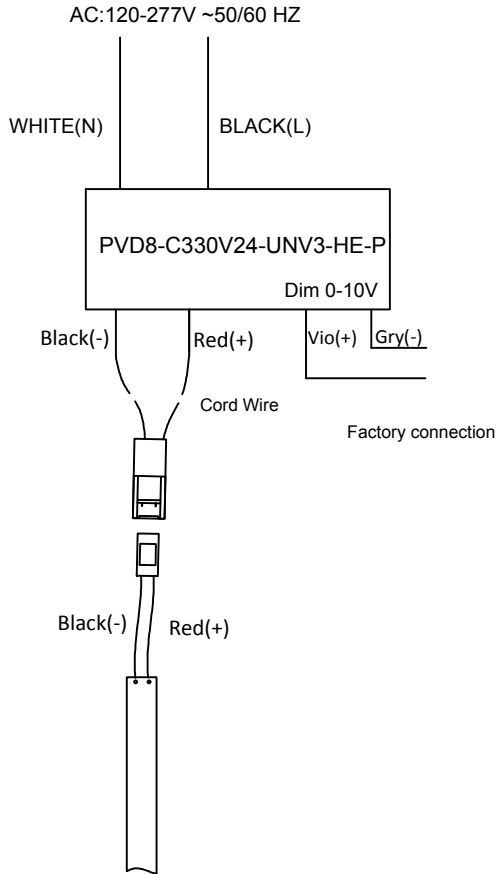 AC:120-277V ~50/60 HZ
WHITE(N)
BLACK(L)
PVD8-C330V24-UNV3-HE-P
Dim 0-10V
Black(-)
Red(+)
Vio(+)
Gry(-)
Cord Wire
Factory connection
Black(-)
Red(+)